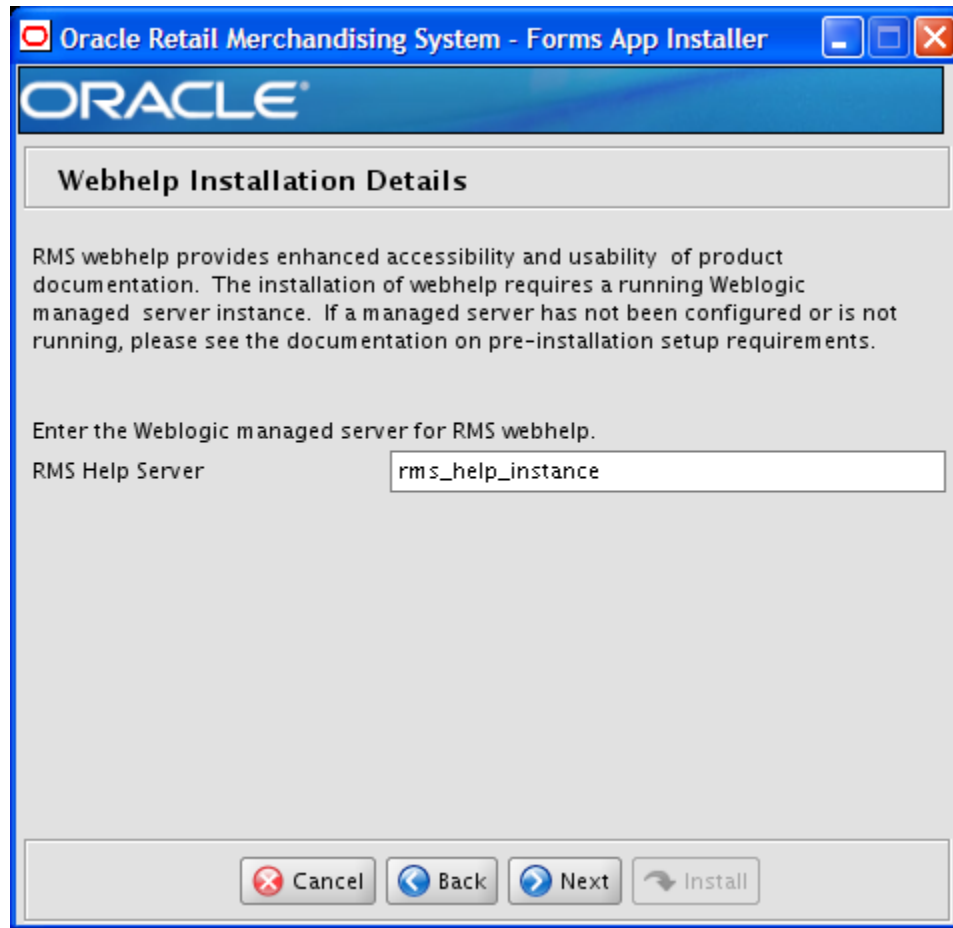 Oracle Retail Merchandising System - Forms App Installer
ORACLE®
Webhelp Installation Details
RMS webhelp provides enhanced accessibility and usability of product
documentation. The installation of webhelp requires a running Weblogic
managed server instance. If a managed server has not been configured or is not
running, please see the documentation on pre-installation setup requirements.
Enter the Weblogic managed server for RMS webhelp.
RMS Help Server rms_help_instance
Cancel Back Next Install